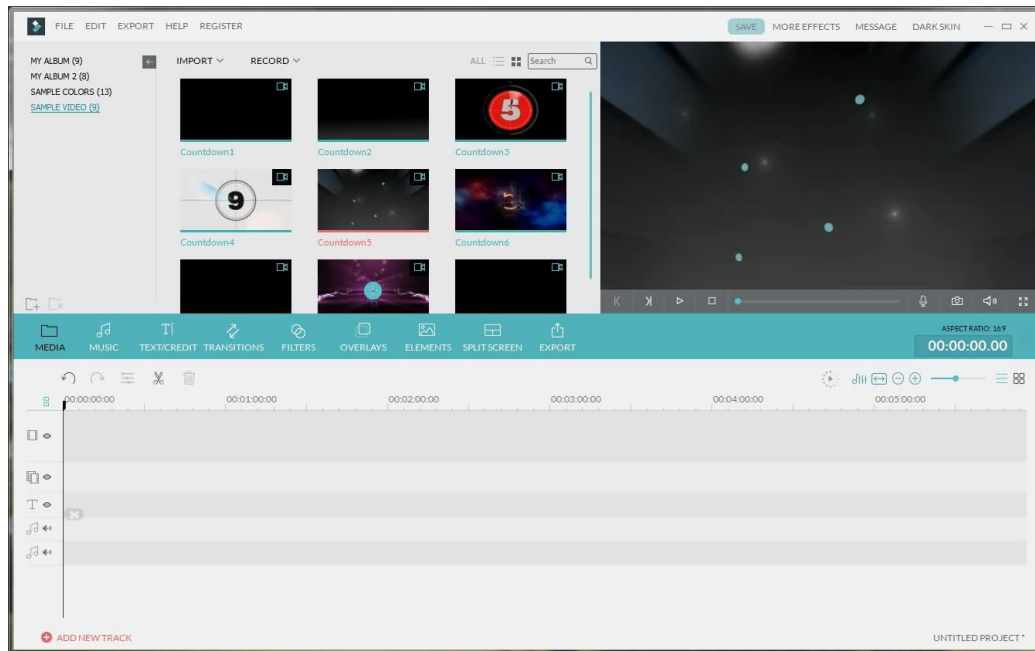 FILE EDIT EXPORT HELP REGISTER
SAVE MORE EFFECTS MESSAGE DARK SKIN
MY ALBUM (9)
MY ALBUM 2 (8)
SAMPLE COLORS (13)
SAMPLE VIDEO (9)
IMPORT RECORD ALL Search
Countdown1 Countdown2 Countdown3
5
Countdown4 Countdown5 Countdown6
9
MEDIA MUSIC TEXT/CREDIT TRANSITIONS FILTERS OVERLAYS ELEMENTS SPLIT SCREEN EXPORT
ASPECT RATIO: 16:9
00:00:00.00
00:00:00:00 00:01:00:00 00:02:00:00 00:03:00:00 00:04:00:00 00:05:00:00
ADD NEW TRACK
UNTITLED PROJECT *